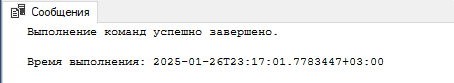 Сообщения
Выполнение команд успешно завершено.
Время выполнения: 2025-01-26T23:17:01.7783447+03:00